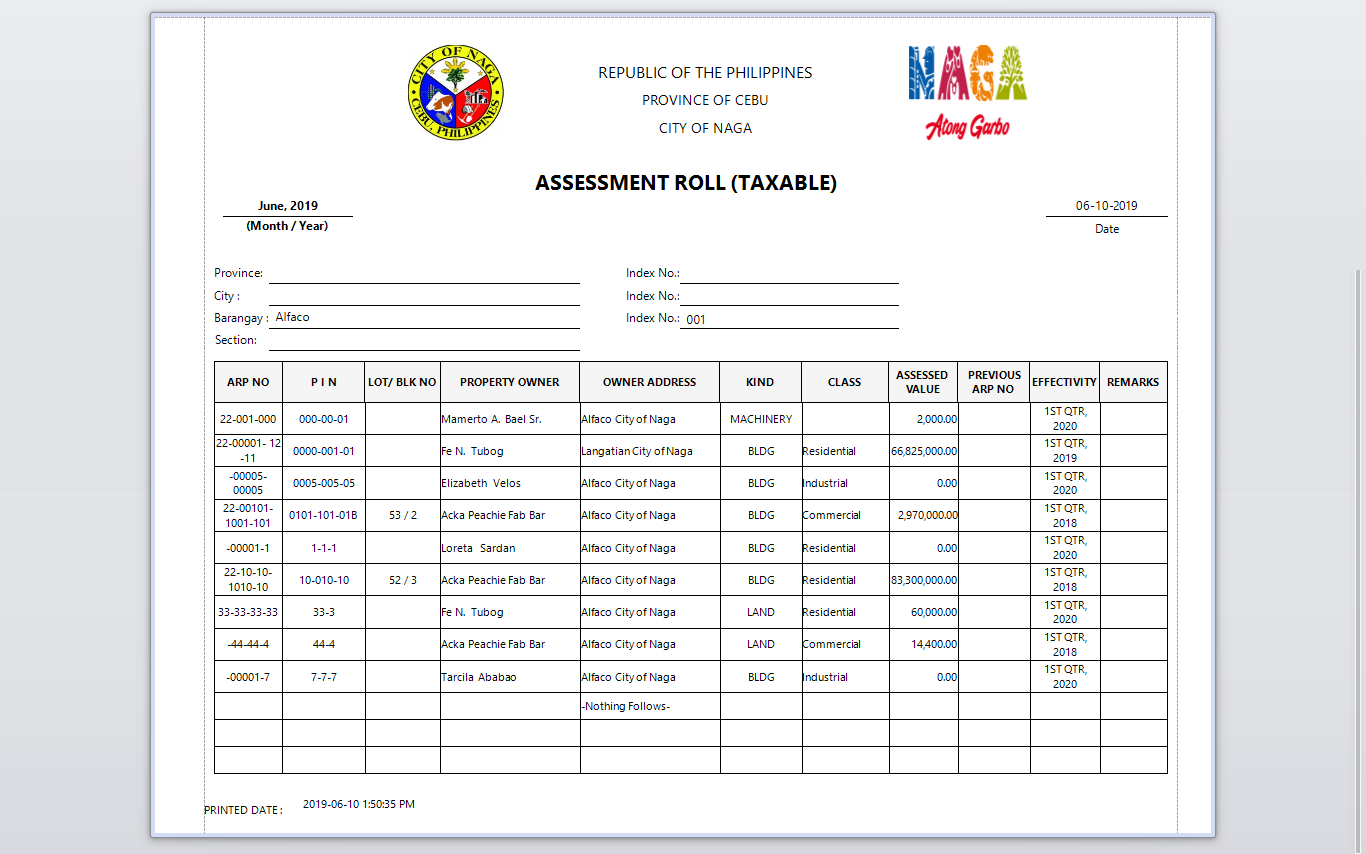 CITY OF NAGA
CEBU, PHILIPPINES
REPUBLIC OF THE PHILIPPINES
PROVINCE OF CEBU
CITY OF NAGA
NAGA
Atong Garbo
ASSESSMENT ROLL (TAXABLE)
June, 2019
(Month / Year)
06-10-2019
Date
Province:
Index No.:
City :
Index No.:
Barangay : Alfaco
Index No.: 001
Section:
ARP NO P I N LOT/ BLK NO PROPERTY OWNER OWNER ADDRESS KIND CLASS ASSESSED VALUE PREVIOUS ARP NO EFFECTIVITY REMARKS
22-001-000 000-00-01 Mamerto A. Bael Sr. Alfaco City of Naga MACHINERY 2,000.00 1ST QTR, 2020
22-00001- 12 -11 0000-001-01 Fe N. Tubog Langatian City of Naga BLDG Residential 66,825,000.00 1ST QTR, 2019
-00005-00005 0005-005-05 Elizabeth Velos Alfaco City of Naga BLDG Industrial 0.00 1ST QTR, 2020
22-00101-1001-101 0101-101-01B 53 / 2 Acka Peachie Fab Bar Alfaco City of Naga BLDG Commercial 2,970,000.00 1ST QTR, 2018
-00001-1 1-1-1 Loreta Sardan Alfaco City of Naga BLDG Residential 0.00 1ST QTR, 2020
22-10-10-1010-10 10-010-10 52 / 3 Acka Peachie Fab Bar Alfaco City of Naga BLDG Residential 83,300,000.00 1ST QTR, 2018
33-33-33-33 33-3 Fe N. Tubog Alfaco City of Naga LAND Residential 60,000.00 1ST QTR, 2020
-44-44-4 44-4 Acka Peachie Fab Bar Alfaco City of Naga LAND Commercial 14,400.00 1ST QTR, 2018
-00001-7 7-7-7 Tarcila Ababao Alfaco City of Naga BLDG Industrial 0.00 1ST QTR, 2020
-Nothing Follows-
PRINTED DATE : 2019-06-10 1:50:35 PM